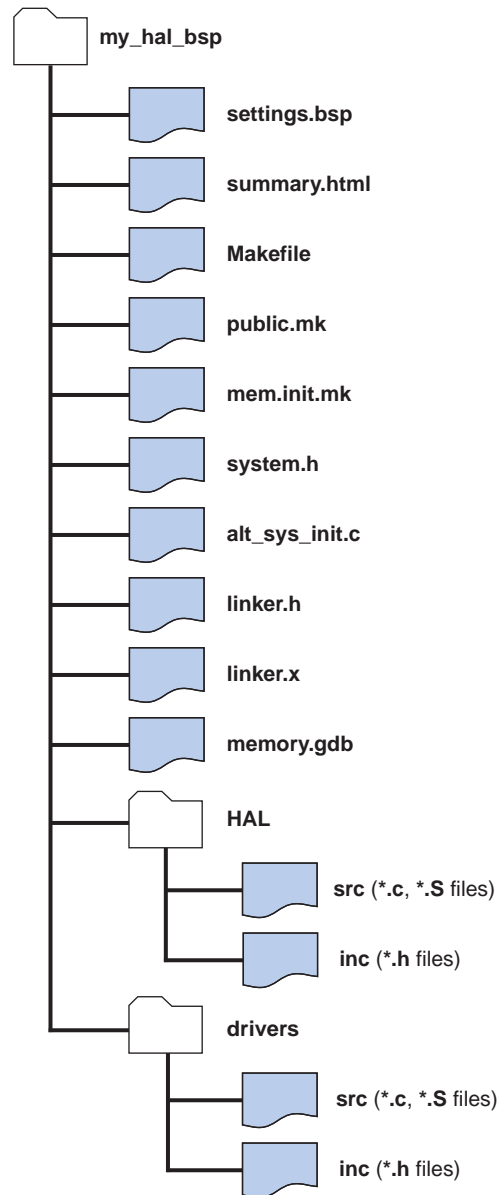 my_hal_bsp
settings.bsp
summary.html
Makefile
public.mk
mem.init.mk
system.h
alt_sys_init.c
linker.h
linker.x
memory.gdb
HAL
src (*.c, *.S files)
inc (*.h files)
drivers
src (*.c, *.S files)
inc (*.h files)